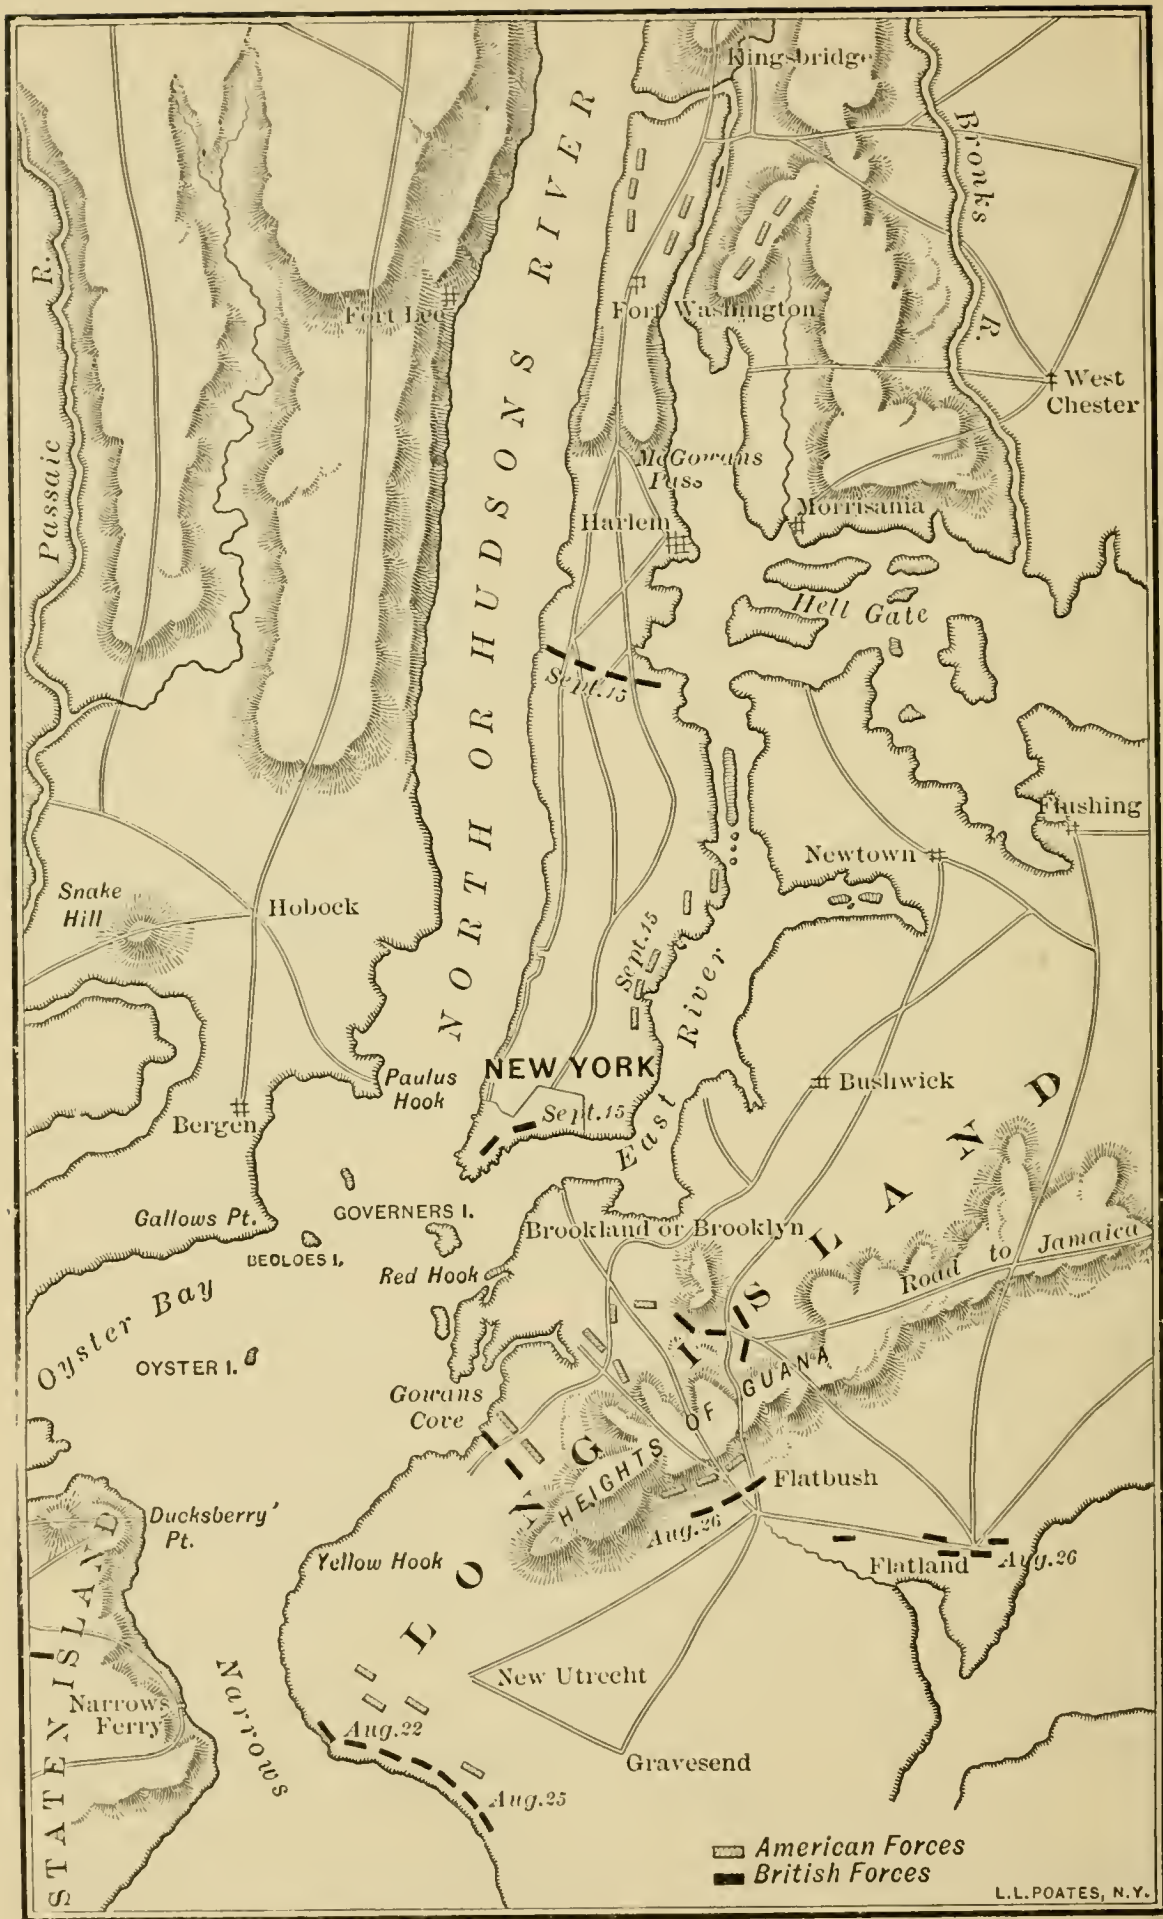 Kingsbridge
Bronks
R.
R.
Passaic
Fort Lee
NORTH OR HUDSONS RIVER
Fort Washington
West
Chester
McGowans
Pass
Harlem
Morrisania
Hell Gate
Sept.15
Flushing
Newtown
Snake
Hill
Hobock
Sept.15
East River
NEW YORK
Paulus
Hook
Sept.15
Bushwick
Bergen
Gallows Pt.
GOVERNERS I.
BEDLOES I.
Brookland or Brooklyn
Red Hook
Road to Jamaica
LONG ISLAND
Oyster Bay
OYSTER I.
Gowans
Cove
HEIGHTS OF GUANA
Flatbush
Aug.26
Ducksberry'
Pt.
Yellow Hook
Flatland
Aug.26
STATEN ISLAND
Narrows
Ferry
Narrows
New Utrecht
Aug.22
Gravesend
Aug.25
American Forces
British Forces
L.L.POATES, N.Y.